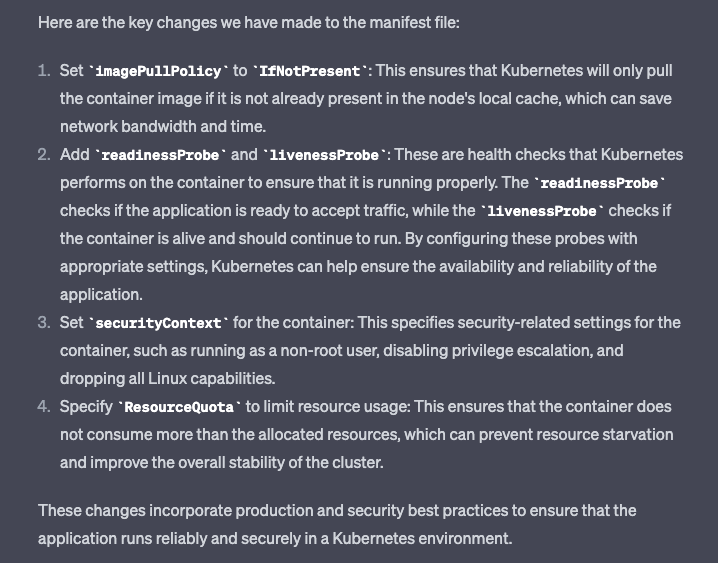 Here are the key changes we have made to the manifest file:
1. Set `imagePullPolicy` to `IfNotPresent`: This ensures that Kubernetes will only pull
the container image if it is not already present in the node's local cache, which can save
network bandwidth and time.
2. Add `readinessProbe` and `livenessProbe`: These are health checks that Kubernetes
performs on the container to ensure that it is running properly. The `readinessProbe`
checks if the application is ready to accept traffic, while the `livenessProbe` checks if
the container is alive and should continue to run. By configuring these probes with
appropriate settings, Kubernetes can help ensure the availability and reliability of the
application.
3. Set `securityContext` for the container: This specifies security-related settings for the
container, such as running as a non-root user, disabling privilege escalation, and
dropping all Linux capabilities.
4. Specify `ResourceQuota` to limit resource usage: This ensures that the container does
not consume more than the allocated resources, which can prevent resource starvation
and improve the overall stability of the cluster.
These changes incorporate production and security best practices to ensure that the
application runs reliably and securely in a Kubernetes environment.